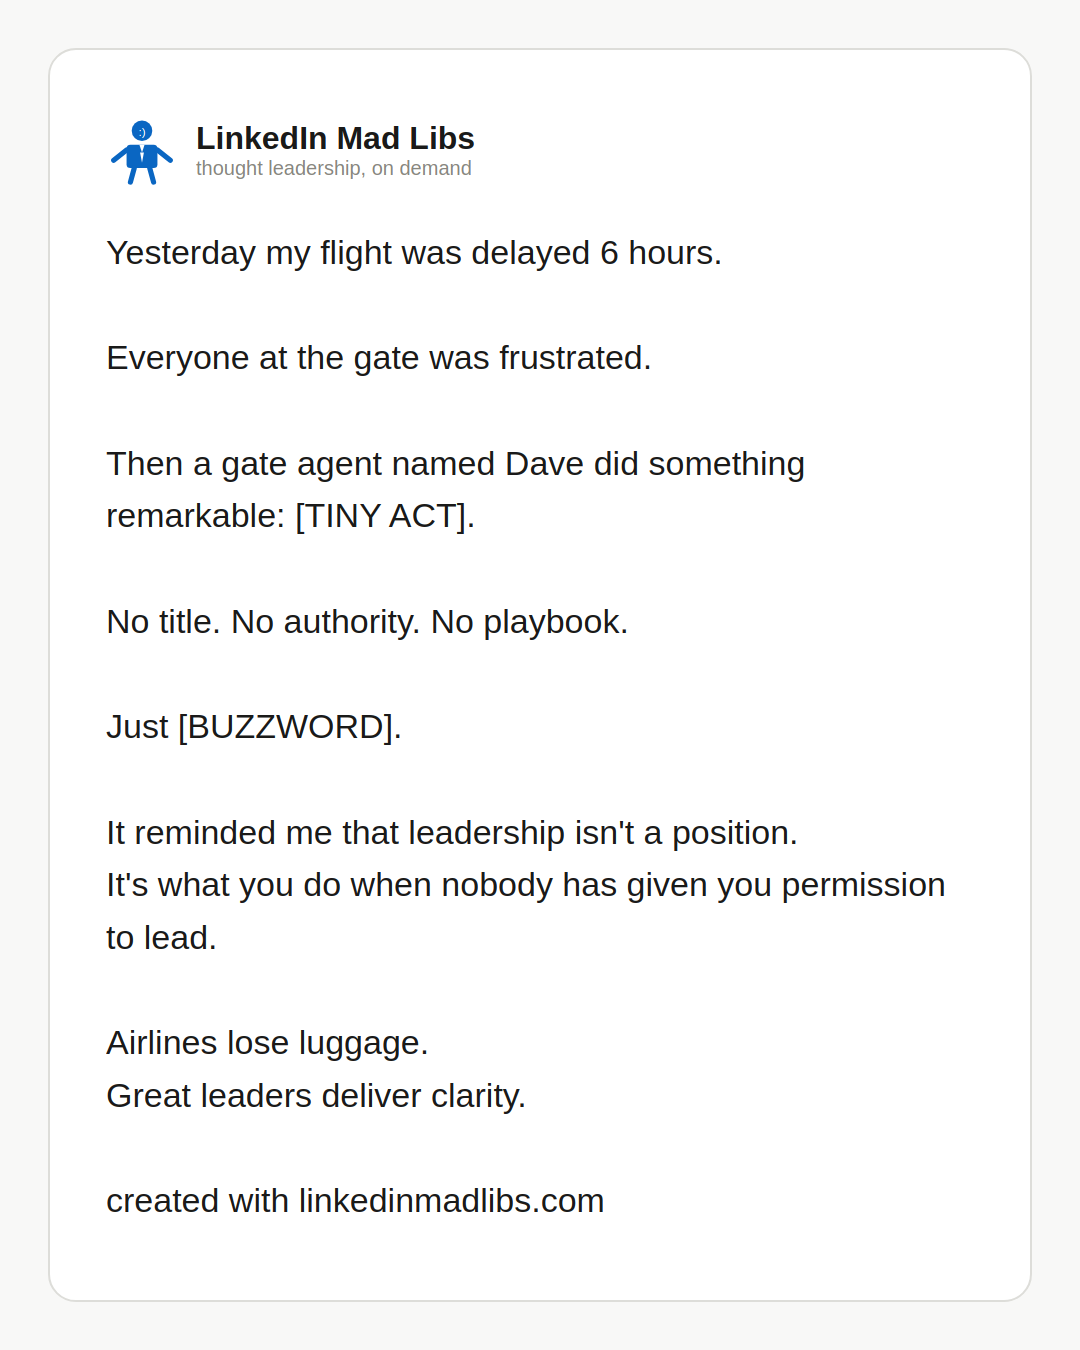 :)
LinkedIn Mad Libs
thought leadership, on demand
Yesterday my flight was delayed 6 hours.
Everyone at the gate was frustrated.
Then a gate agent named Dave did something
remarkable: [TINY ACT].
No title. No authority. No playbook.
Just [BUZZWORD].
It reminded me that leadership isn't a position.
It's what you do when nobody has given you permission
to lead.
Airlines lose luggage.
Great leaders deliver clarity.
created with linkedinmadlibs.com